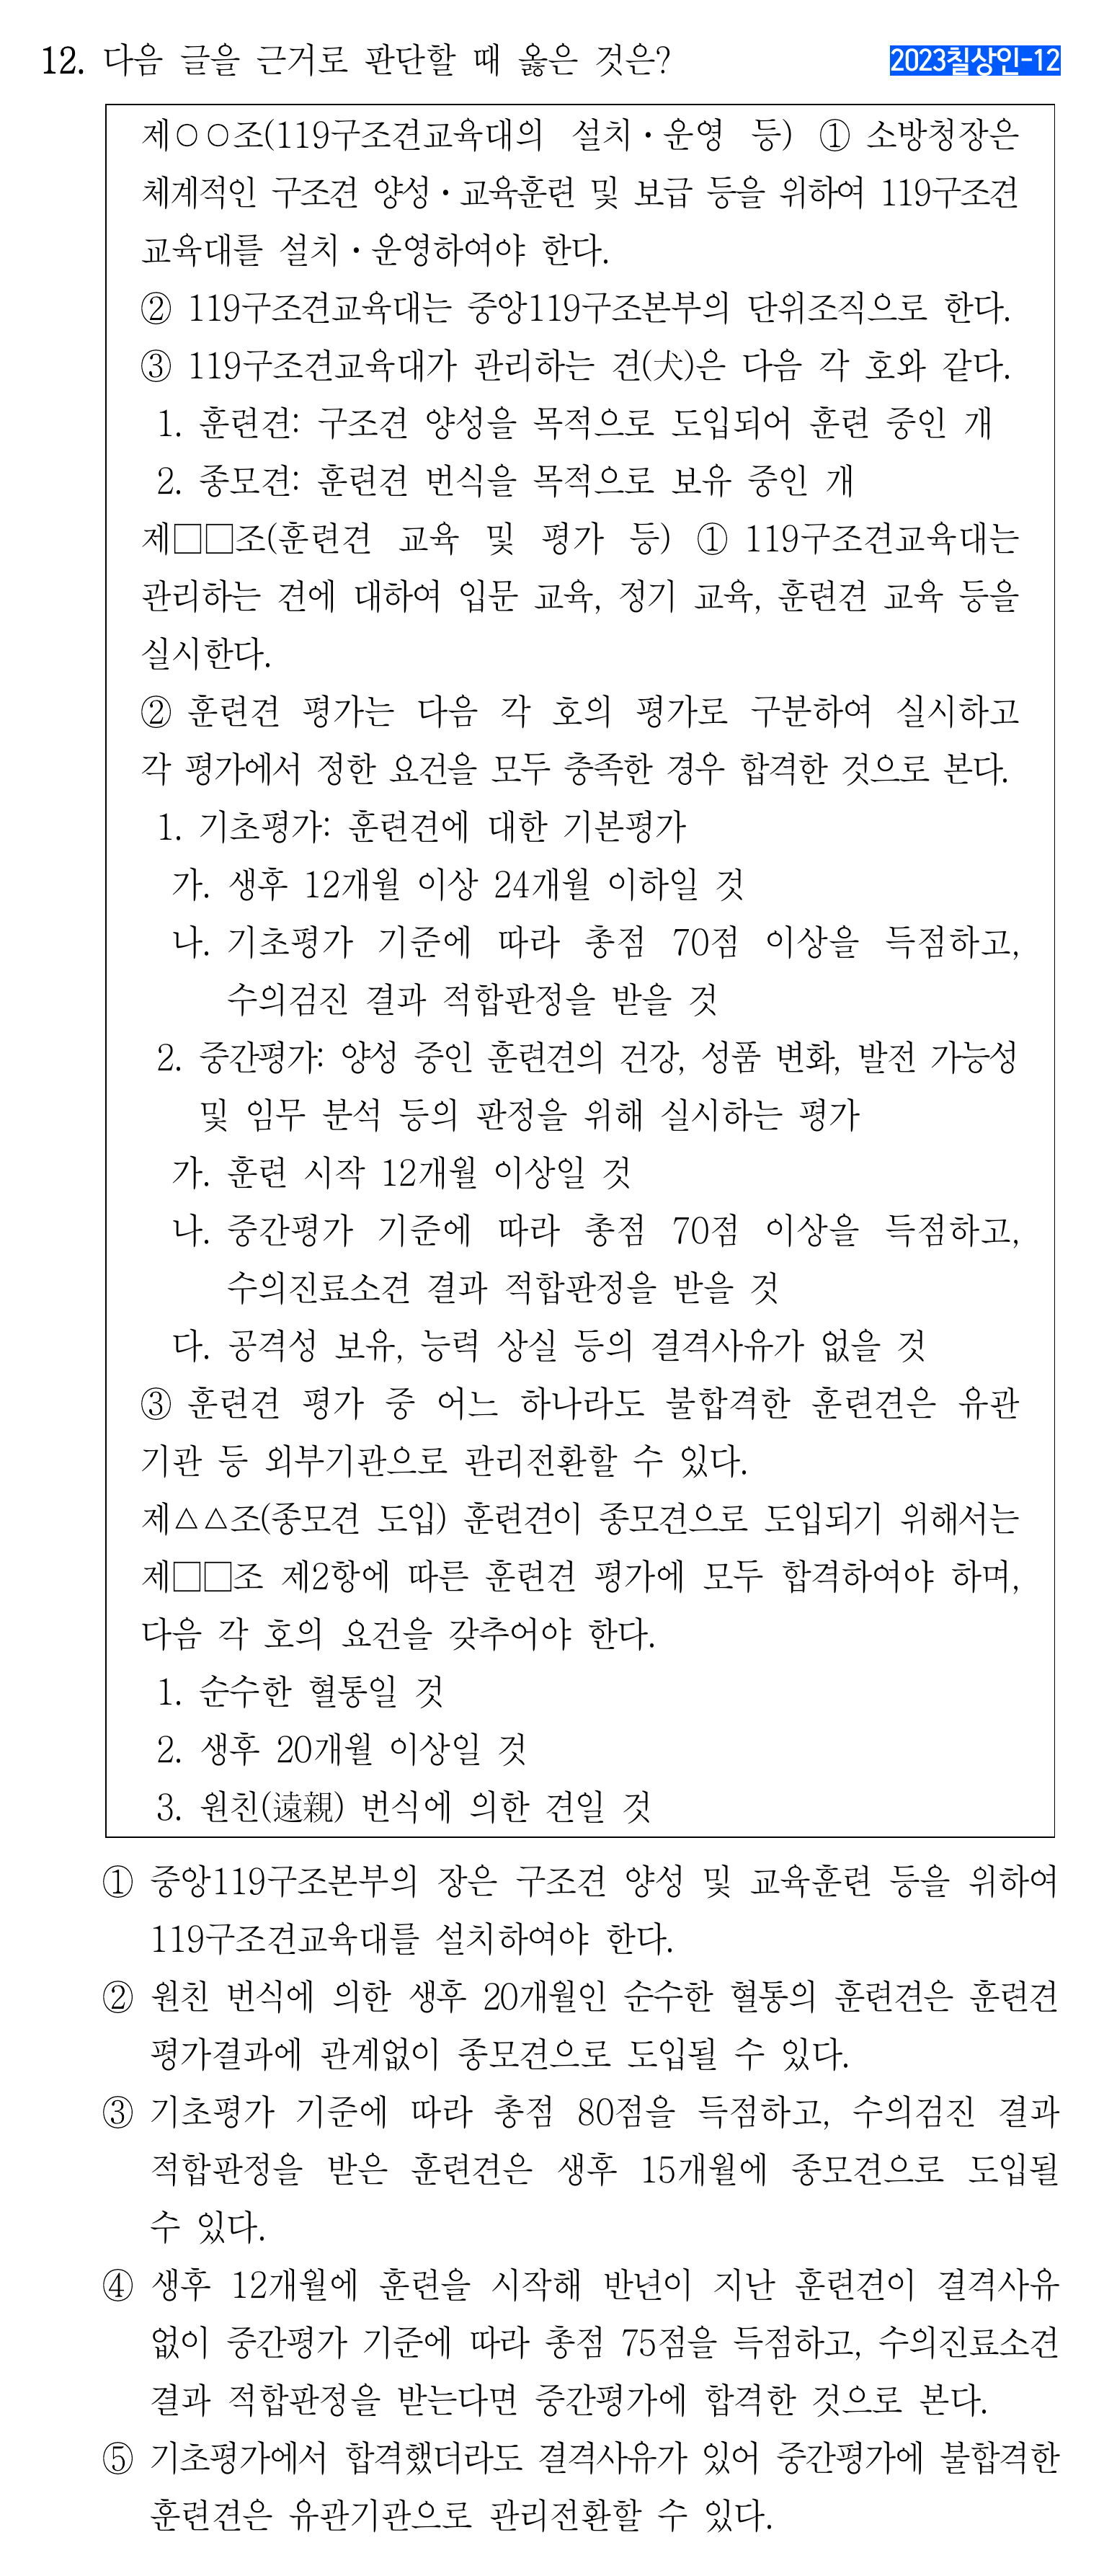 12. 다음 글을 근거로 판단할 때 옳은 것은?
2023칠상인-12
제○○조(119구조견교육대의 설치·운영 등) ① 소방청장은
체계적인 구조견 양성·교육훈련 및 보급 등을 위하여 119구조견
교육대를 설치·운영하여야 한다.
② 119구조견교육대는 중앙119구조본부의 단위조직으로 한다.
③ 119구조견교육대가 관리하는 견(犬)은 다음 각 호와 같다.
1. 훈련견: 구조견 양성을 목적으로 도입되어 훈련 중인 개
2. 종모견: 훈련견 번식을 목적으로 보유 중인 개
제□□조(훈련견 교육 및 평가 등) ① 119구조견교육대는
관리하는 견에 대하여 입문 교육, 정기 교육, 훈련견 교육 등을
실시한다.
② 훈련견 평가는 다음 각 호의 평가로 구분하여 실시하고
각 평가에서 정한 요건을 모두 충족한 경우 합격한 것으로 본다.
1. 기초평가: 훈련견에 대한 기본평가
가. 생후 12개월 이상 24개월 이하일 것
나. 기초평가 기준에 따라 총점 70점 이상을 득점하고,
수의검진 결과 적합판정을 받을 것
2. 중간평가: 양성 중인 훈련견의 건강, 성품 변화, 발전 가능성
및 임무 분석 등의 판정을 위해 실시하는 평가
가. 훈련 시작 12개월 이상일 것
나. 중간평가 기준에 따라 총점 70점 이상을 득점하고,
수의진료소견 결과 적합판정을 받을 것
다. 공격성 보유, 능력 상실 등의 결격사유가 없을 것
③ 훈련견 평가 중 어느 하나라도 불합격한 훈련견은 유관
기관 등 외부기관으로 관리전환할 수 있다.
제△△조(종모견 도입) 훈련견이 종모견으로 도입되기 위해서는
제□□조 제2항에 따른 훈련견 평가에 모두 합격하여야 하며,
다음 각 호의 요건을 갖추어야 한다.
1. 순수한 혈통일 것
2. 생후 20개월 이상일 것
3. 원친(遠親) 번식에 의한 견일 것
① 중앙119구조본부의 장은 구조견 양성 및 교육훈련 등을 위하여
119구조견교육대를 설치하여야 한다.
② 원친 번식에 의한 생후 20개월인 순수한 혈통의 훈련견은 훈련견
평가결과에 관계없이 종모견으로 도입될 수 있다.
③ 기초평가 기준에 따라 총점 80점을 득점하고, 수의검진 결과
적합판정을 받은 훈련견은 생후 15개월에 종모견으로 도입될
수 있다.
④ 생후 12개월에 훈련을 시작해 반년이 지난 훈련견이 결격사유
없이 중간평가 기준에 따라 총점 75점을 득점하고, 수의진료소견
결과 적합판정을 받는다면 중간평가에 합격한 것으로 본다.
⑤ 기초평가에서 합격했더라도 결격사유가 있어 중간평가에 불합격한
훈련견은 유관기관으로 관리전환할 수 있다.